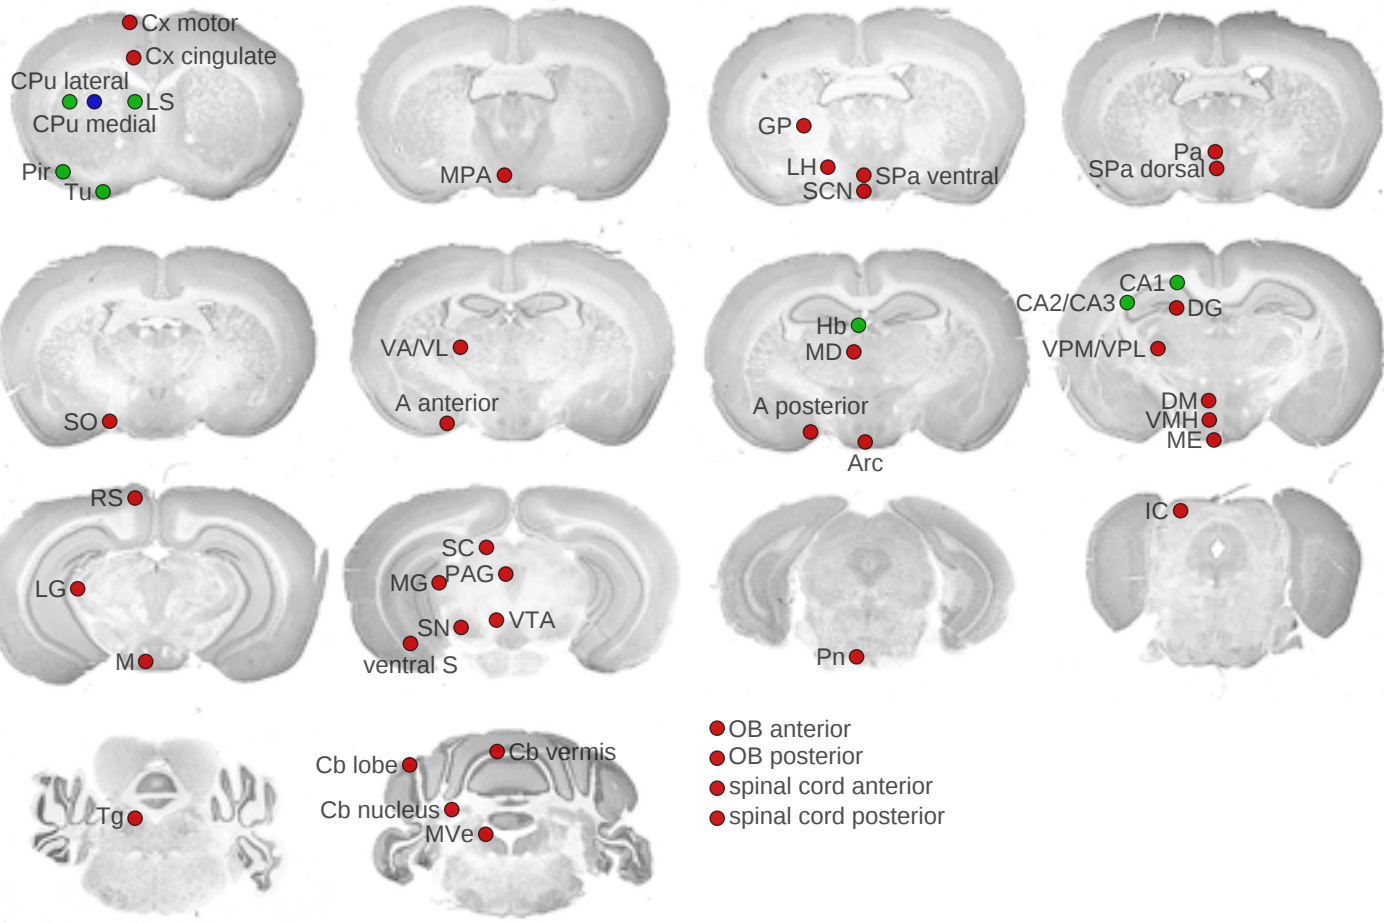 Cx motor
Cx cingulate
CPu lateral
LS
CPu medial
Pir
Tu
MPA
GP
LH
SPa ventral
SCN
Pa
SPa dorsal
SO
VA/VL
A anterior
Hb
MD
A posterior
Arc
CA1
CA2/CA3
DG
VPM/VPL
DM
VMH
ME
RS
LG
M
SC
MG
PAG
SN
VTA
ventral S
Pn
IC
Tg
Cb lobe
Cb vermis
Cb nucleus
MVe
OB anterior
OB posterior
spinal cord anterior
spinal cord posterior